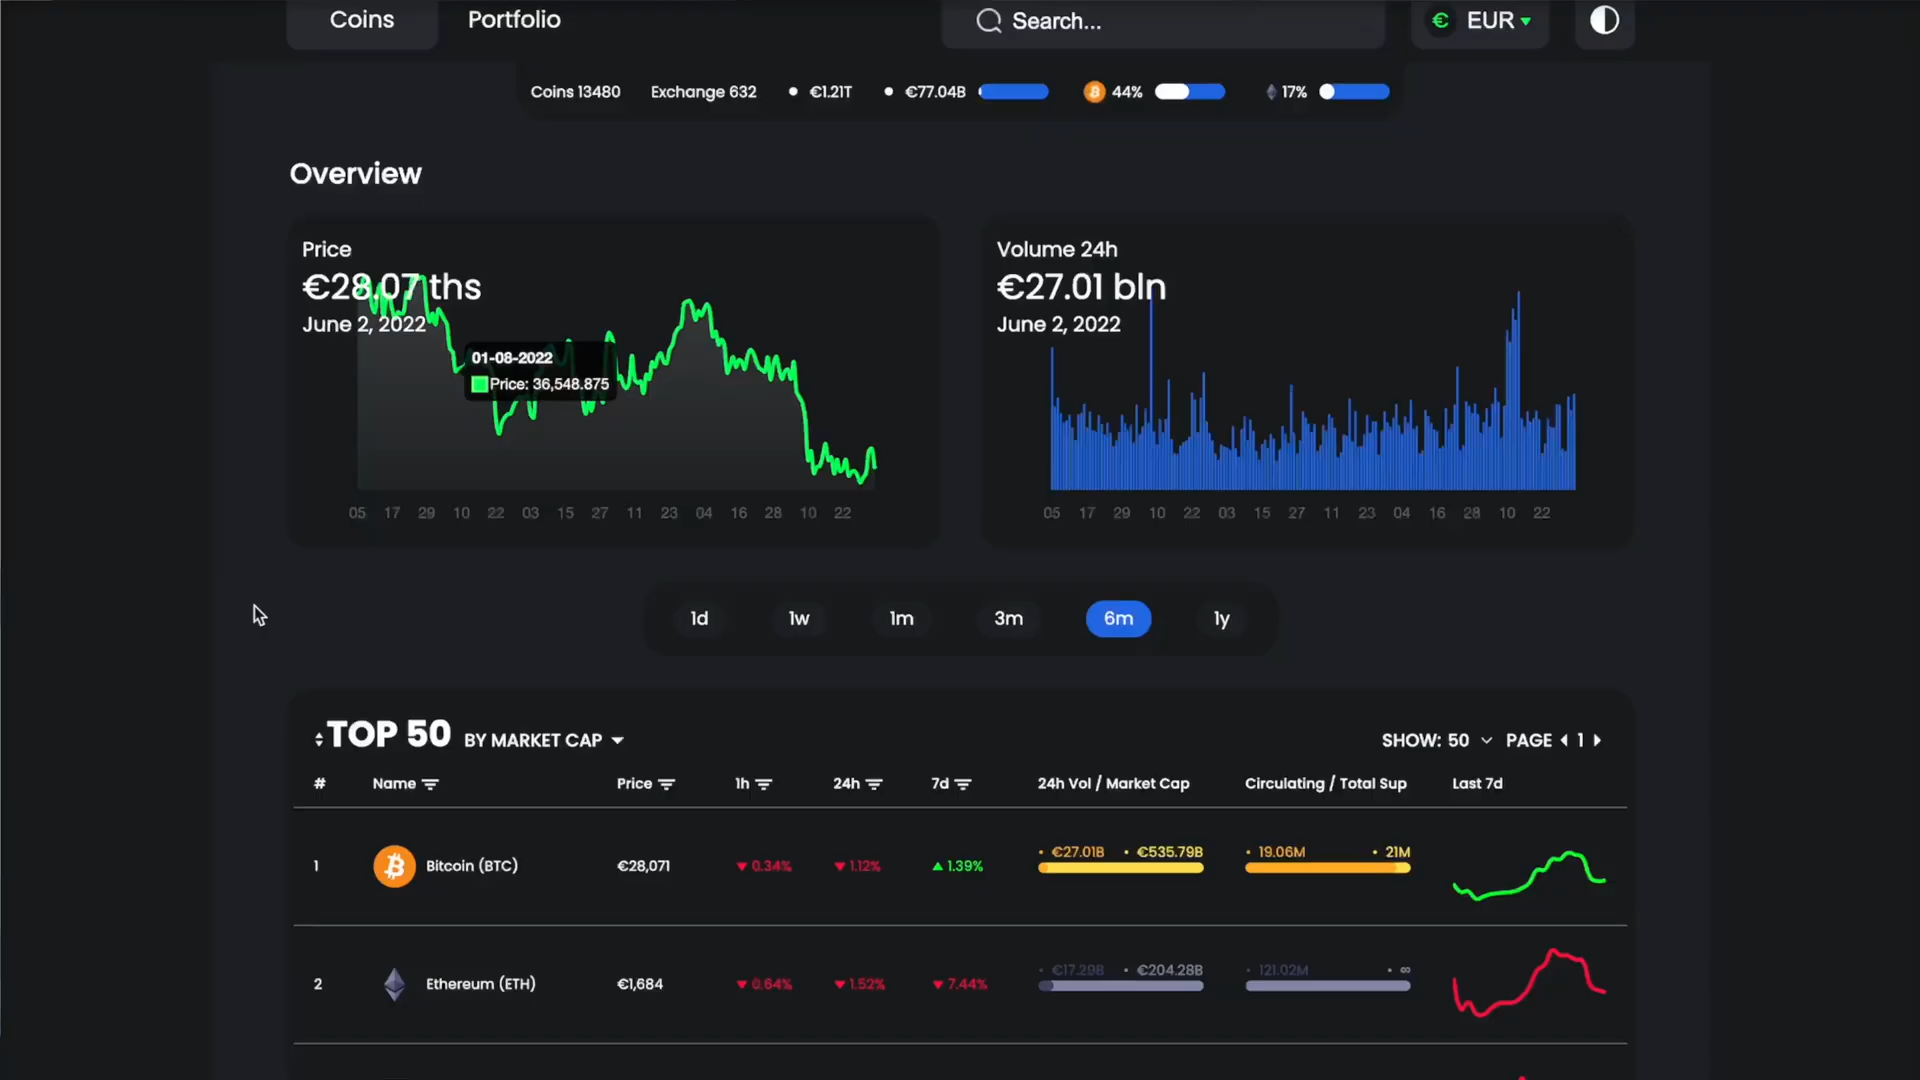 Coins Portfolio Search... € EUR
Coins 13480 Exchange 632 €1.21T €77.04B 44% 17%
Overview
Price
€28.07 ths
June 2, 2022
01-08-2022
Price: 36,548.875
05 17 29 10 22 03 15 27 11 23 04 16 28 10 22
Volume 24h
€27.01 bln
June 2, 2022
05 17 29 10 22 03 15 27 11 23 04 16 28 10 22
1d 1w 1m 3m 6m 1y
TOP 50 BY MARKET CAP SHOW: 50 PAGE 1
# Name Price 1h 24h 7d 24h Vol / Market Cap Circulating / Total Sup Last 7d
1 Bitcoin (BTC) €28,071 0.34% 1.12% 1.39% • €27.01B • €535.79B • 19.06M • 21M
2 Ethereum (ETH) €1,684 0.64% 1.52% 7.44% • €17.29B • €204.28B • 121.02M • ∞